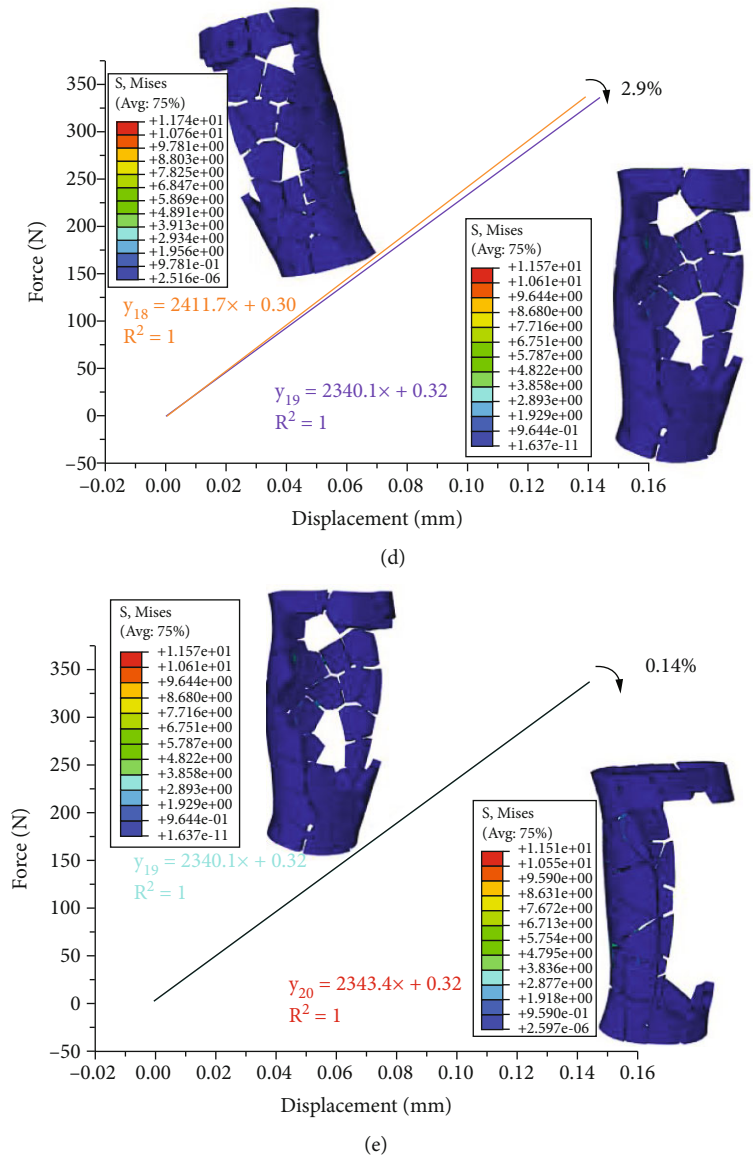 S, Mises
(Avg: 75%)
+1.174e+01
+1.076e+01
+9.781e+00
+8.803e+00
+7.825e+00
+6.847e+00
+5.869e+00
+4.891e+00
+3.913e+00
+2.934e+00
+1.956e+00
+9.781e-01
+2.516e-06
2.9%
S, Mises
(Avg: 75%)
+1.157e+01
+1.061e+01
+9.644e+00
+8.680e+00
+7.716e+00
+6.751e+00
+5.787e+00
+4.822e+00
+3.858e+00
+2.893e+00
+1.929e+00
+9.644e-01
+1.637e-11
y18 = 2411.7× + 0.30
R² = 1
y19 = 2340.1× + 0.32
R² = 1
Force (N)
350
300
250
200
150
100
50
0
−50
−0.02 0.00 0.02 0.04 0.06 0.08 0.10 0.12 0.14 0.16
Displacement (mm)
(d)
S, Mises
(Avg: 75%)
+1.157e+01
+1.061e+01
+9.644e+00
+8.680e+00
+7.716e+00
+6.751e+00
+5.787e+00
+4.822e+00
+3.858e+00
+2.893e+00
+1.929e+00
+9.644e-01
+1.637e-11
0.14%
S, Mises
(Avg: 75%)
+1.151e+01
+1.055e+01
+9.590e+00
+8.631e+00
+7.672e+00
+6.713e+00
+5.754e+00
+4.795e+00
+3.836e+00
+2.877e+00
+1.918e+00
+9.590e-01
+2.597e-06
y19 = 2340.1× + 0.32
R² = 1
y20 = 2343.4× + 0.32
R² = 1
Force (N)
350
300
250
200
150
100
50
0
−50
−0.02 0.00 0.02 0.04 0.06 0.08 0.10 0.12 0.14 0.16
Displacement (mm)
(e)